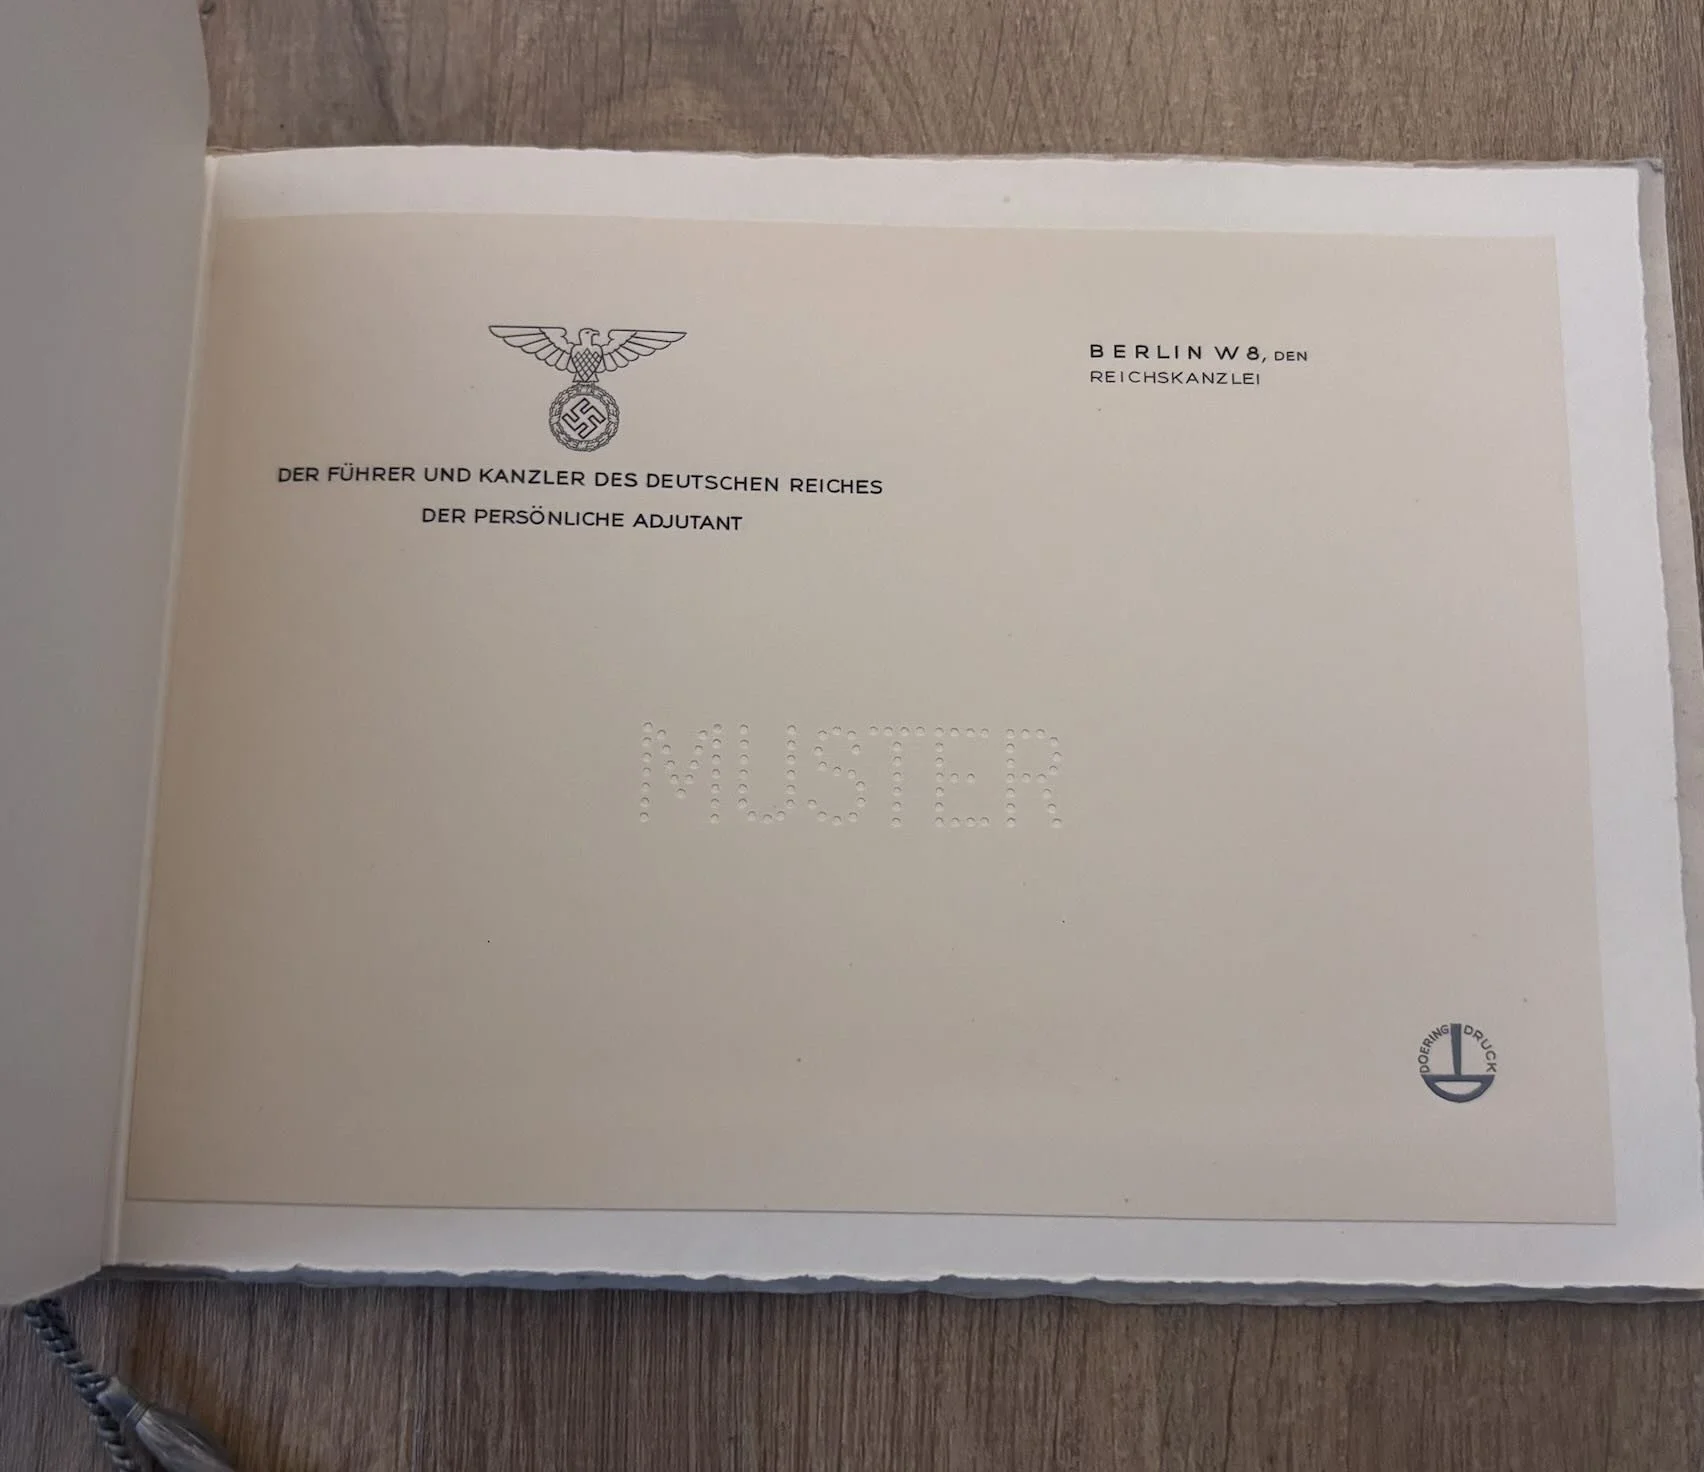 BERLIN W 8, DEN
REICHSKANZLEI
DER FÜHRER UND KANZLER DES DEUTSCHEN REICHES
DER PERSÖNLICHE ADJUTANT
MUSTER
DOERING DRUCK